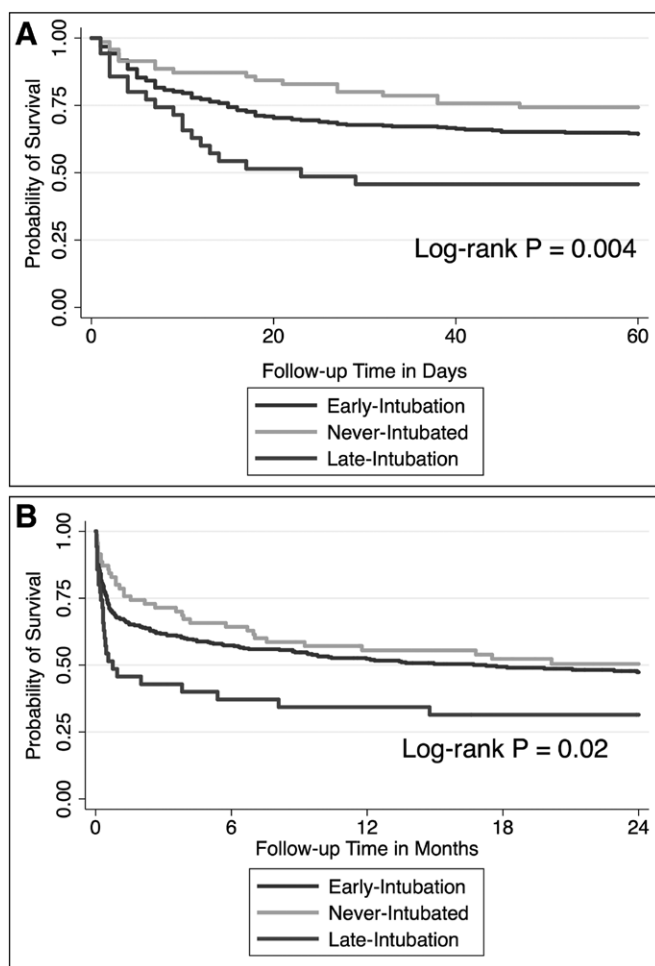 A
Probability of Survival
1.00
0.75
0.50
0.25
0.00
Log-rank P = 0.004
0 20 40 60
Follow-up Time in Days
Early-Intubation
Never-Intubated
Late-Intubation
B
Probability of Survival
1.00
0.75
0.50
0.25
0.00
Log-rank P = 0.02
0 6 12 18 24
Follow-up Time in Months
Early-Intubation
Never-Intubated
Late-Intubation